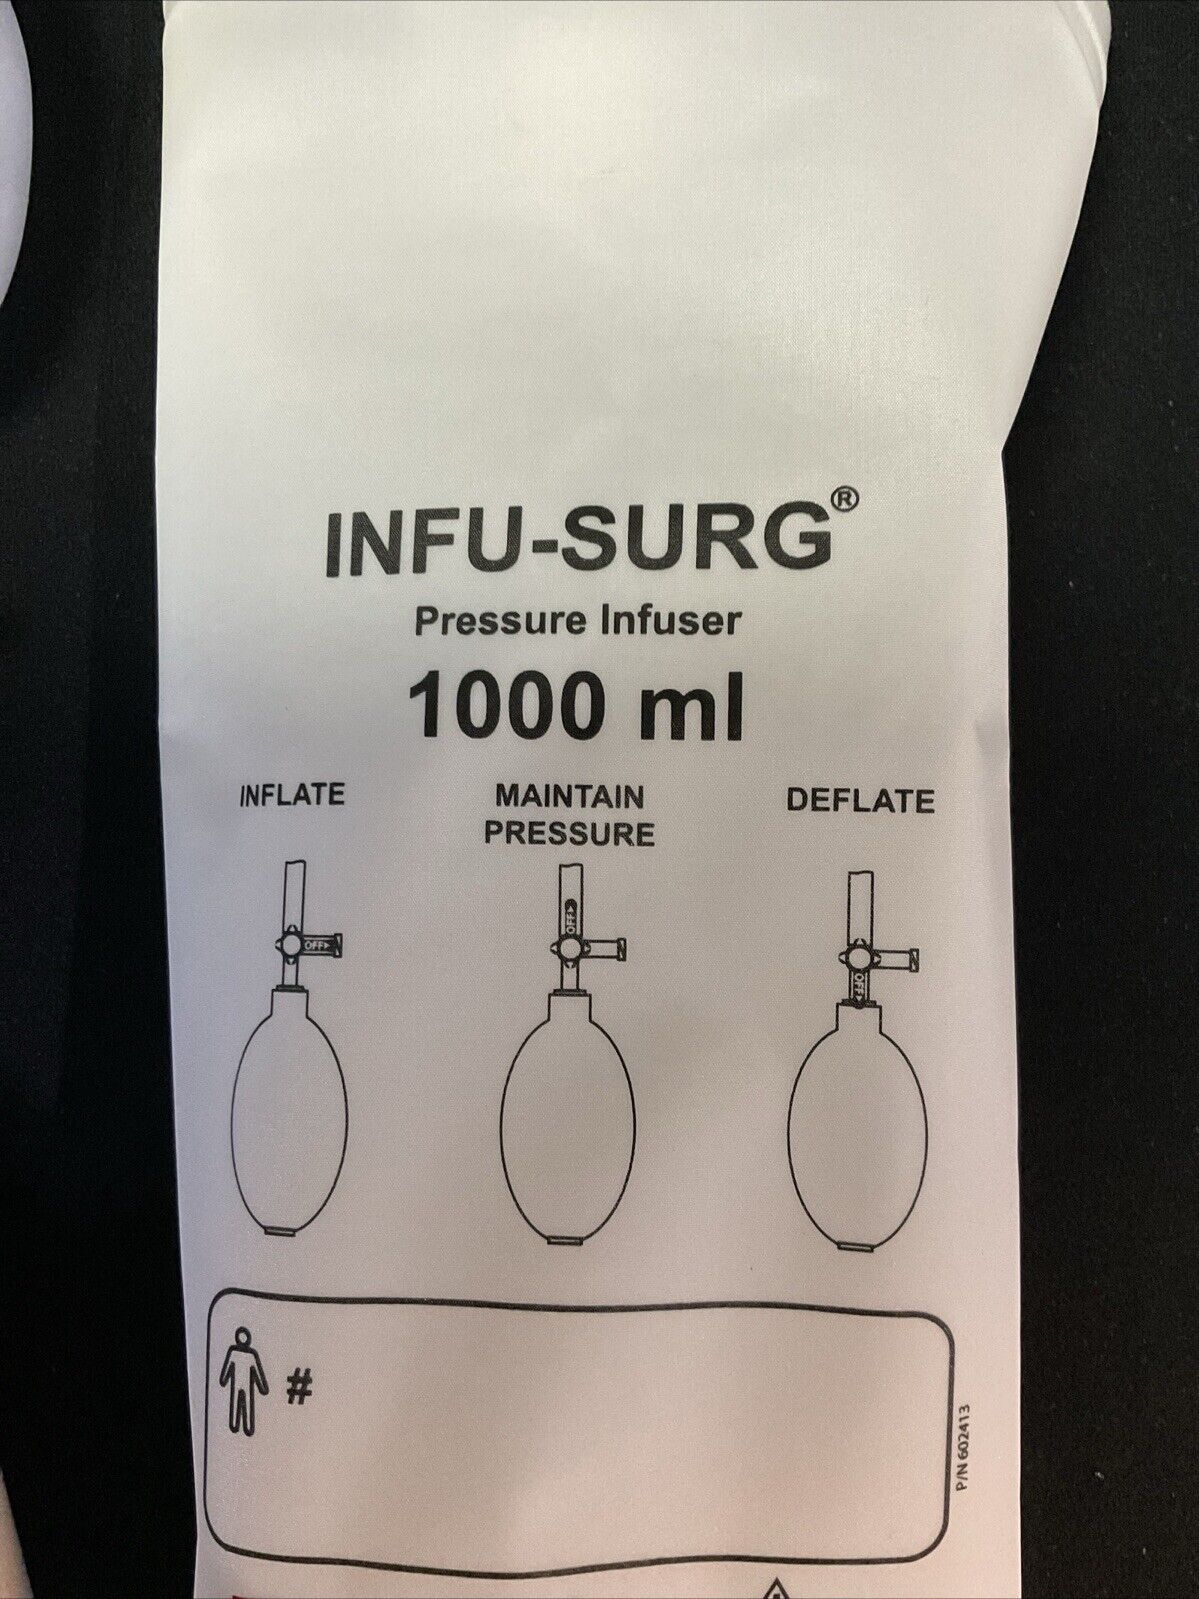 INFU-SURG®
Pressure Infuser
1000 ml
INFLATE
MAINTAIN
PRESSURE
DEFLATE
OFF
OFF
OFF
#
P/N 602413